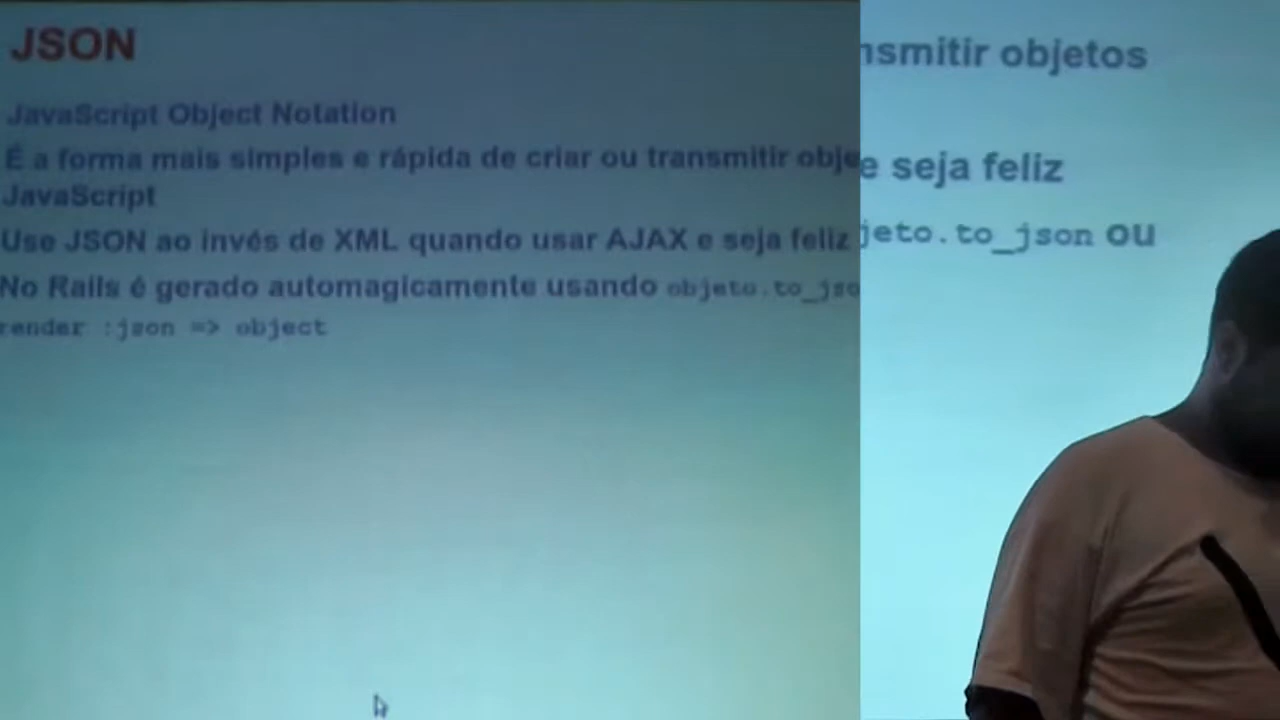 JSON
JavaScript Object Notation
É a forma mais simples e rápida de criar ou transmitir obje
JavaScript
Use JSON ao invés de XML quando usar AJAX e seja feliz
No Rails é gerado automagicamente usando objeto.to_jso
render :json => object
nsmitir objetos
e seja feliz
jeto.to_json ou